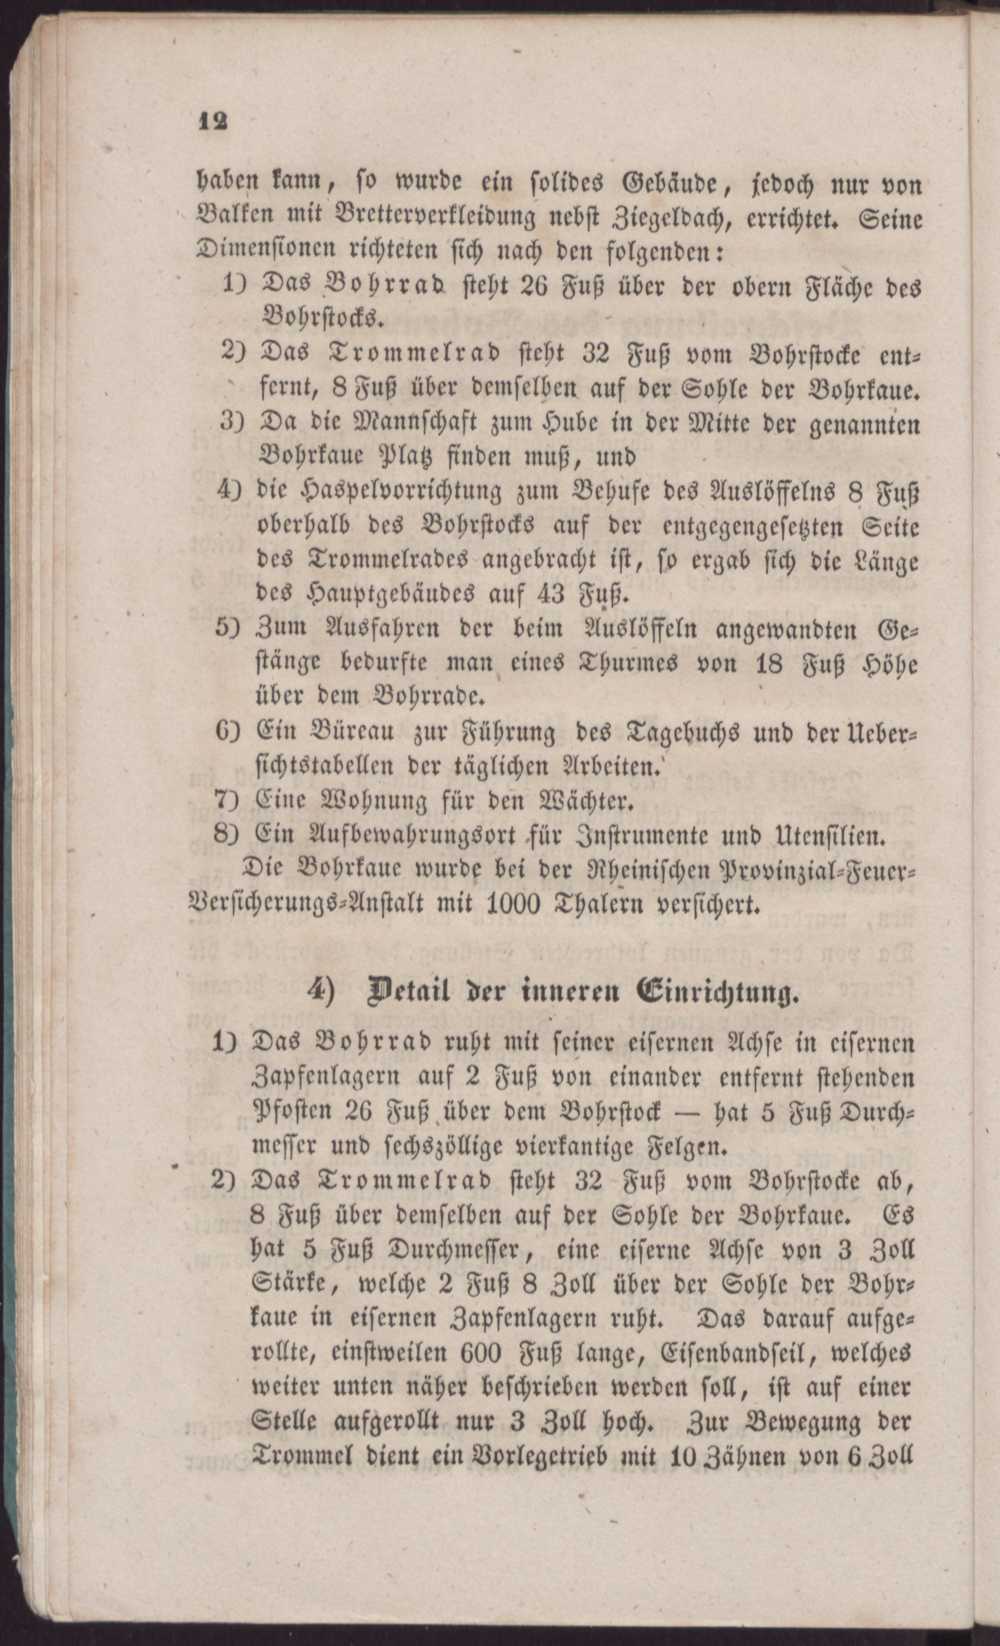 12
haben kann, so wurde ein solides Gebäude, jedoch nur von
Balken mit Bretterverkleidung nebst Ziegeldach, errichtet. Seine
Dimensionen richteten sich nach den folgenden:
1) Das Bohrrad steht 26 Fuß über der obern Fläche des
Bohrstocks.
2) Das Trommelrad steht 32 Fuß vom Bohrstocke ent-
fernt, 8 Fuß über demselben auf der Sohle der Bohrkaue.
3) Da die Mannschaft zum Hube in der Mitte der genannten
Bohrkaue Platz finden muß, und
4) die Haspelvorrichtung zum Behufe des Auslöffelns 8 Fuß
oberhalb des Bohrstocks auf der entgegengesetzten Seite
des Trommelrades angebracht ist, so ergab sich die Länge
des Hauptgebäudes auf 43 Fuß.
5) Zum Ausfahren der beim Auslöffeln angewandten Ge-
stänge bedurfte man eines Thurmes von 18 Fuß Höhe
über dem Bohrrade.
6) Ein Büreau zur Führung des Tagebuchs und der Ueber-
sichtstabellen der täglichen Arbeiten.
7) Eine Wohnung für den Wächter.
8) Ein Aufbewahrungsort für Instrumente und Utensilien.
Die Bohrkaue wurde bei der Rheinischen Provinzial-Feuer-
Versicherungs-Anstalt mit 1000 Thalern versichert.
4) Detail der inneren Einrichtung.
1) Das Bohrrad ruht mit seiner eisernen Achse in eisernen
Zapfenlagern auf 2 Fuß von einander entfernt stehenden
Pfosten 26 Fuß über dem Bohrstock — hat 5 Fuß Durch-
messer und sechszöllige vierkantige Felgen.
2) Das Trommelrad steht 32 Fuß vom Bohrstocke ab,
8 Fuß über demselben auf der Sohle der Bohrkaue. Es
hat 5 Fuß Durchmesser, eine eiserne Achse von 3 Zoll
Stärke, welche 2 Fuß 8 Zoll über der Sohle der Bohr-
kaue in eisernen Zapfenlagern ruht. Das darauf aufge-
rollte, einstweilen 600 Fuß lange, Eisenbandseil, welches
weiter unten näher beschrieben werden soll, ist auf einer
Stelle aufgerollt nur 3 Zoll hoch. Zur Bewegung der
Trommel dient ein Vorlegetrieb mit 10 Zähnen von 6 Zoll